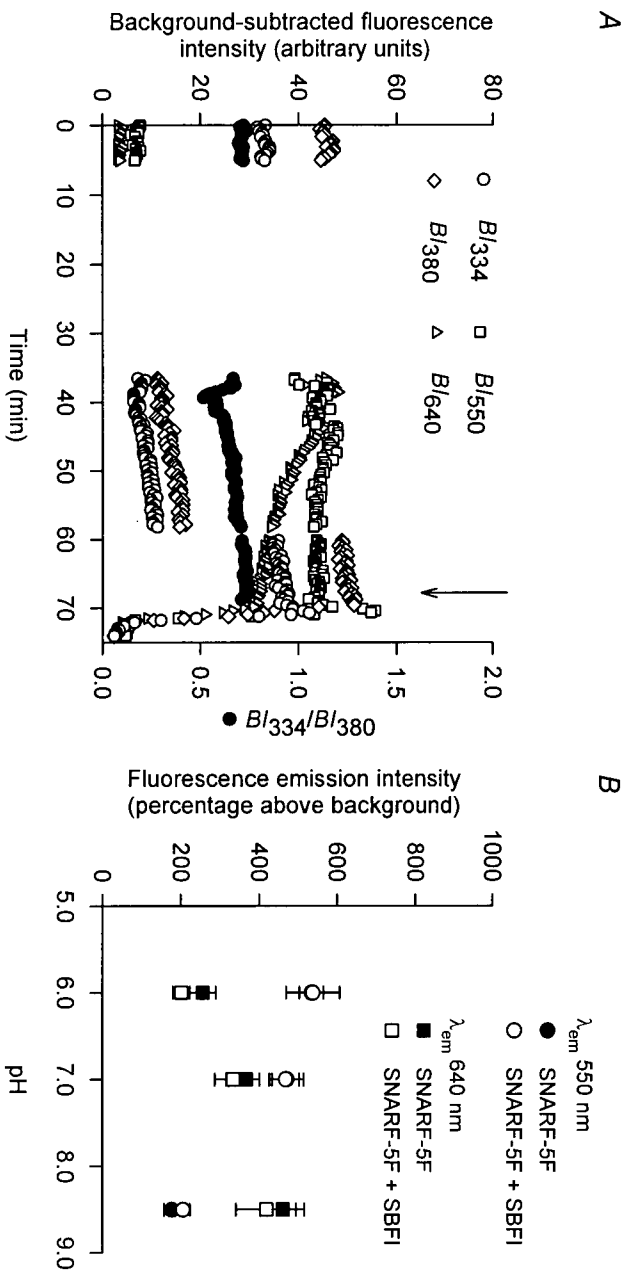 A
Background-subtracted fluorescence
intensity (arbitrary units)
80
60
40
20
0
0
10
20
30
40
50
60
70
Time (min)
BI334
BI550
BI380
BI640
2.0
1.5
1.0
0.5
0.0
BI334/BI380
B
Fluorescence emission intensity
(percentage above background)
1000
800
600
400
200
0
5.0
6.0
7.0
8.0
9.0
pH
λem 550 nm
SNARF-5F
SNARF-5F + SBFI
λem 640 nm
SNARF-5F
SNARF-5F + SBFI